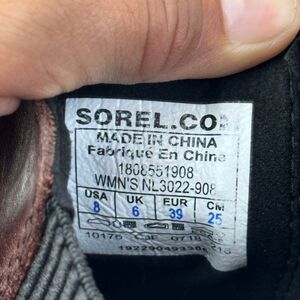 SOREL.CO
MADE IN CHINA
Fabriqué En Chine
1808551908
WMN'S NL3022-908
USA UK EUR CM
8 6 39 25